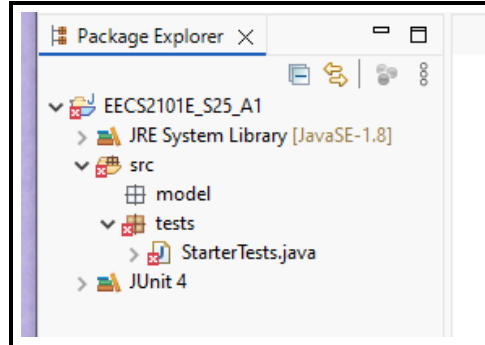 Package Explorer
EECS2101E_S25_A1
JRE System Library [JavaSE-1.8]
src
model
tests
StarterTests.java
JUnit 4